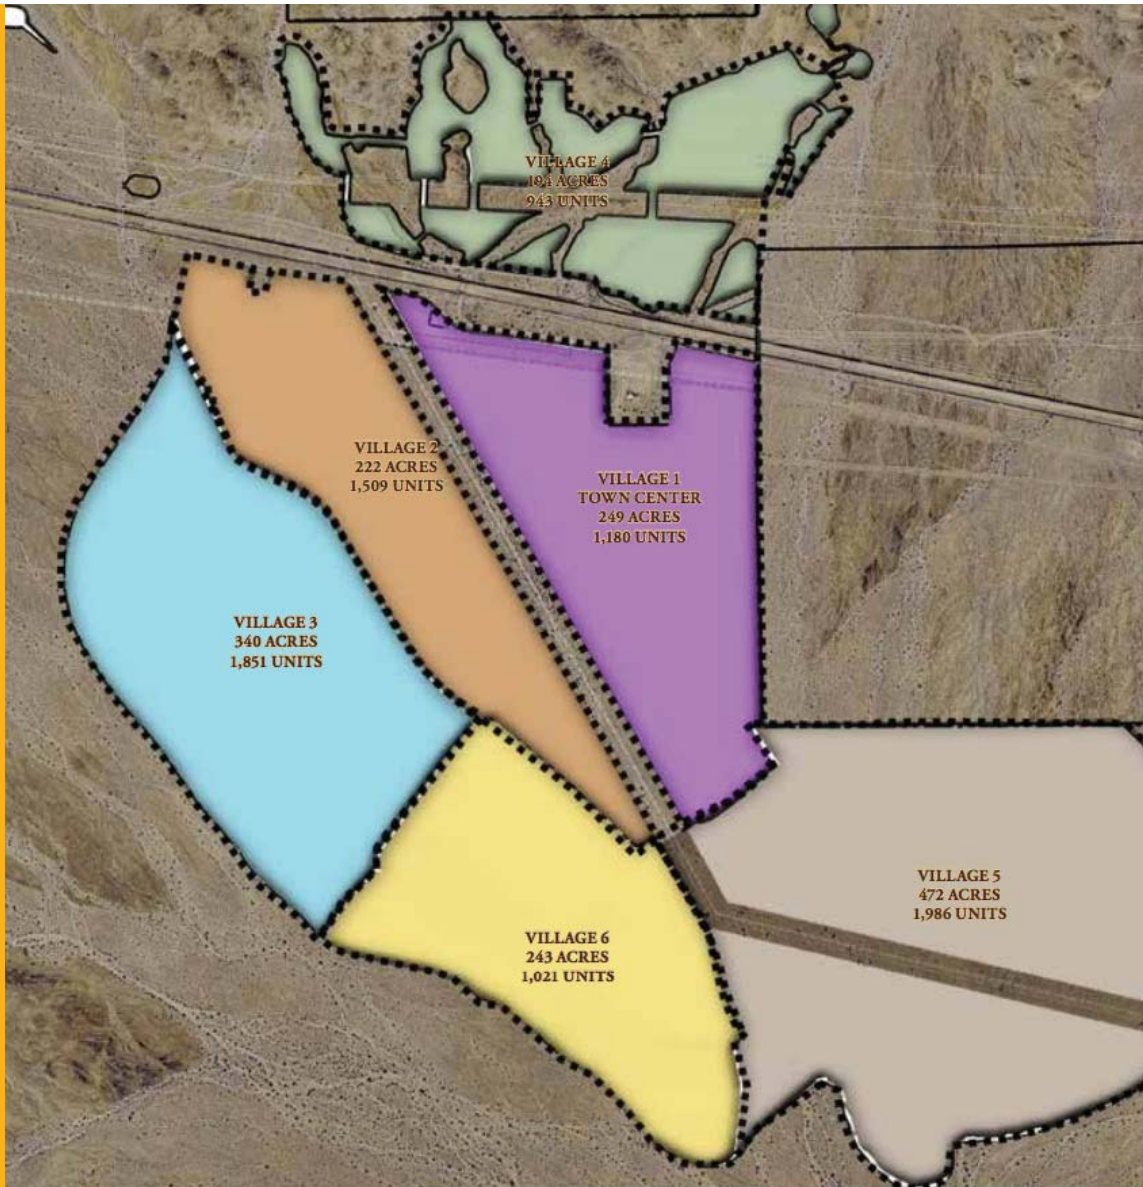 VILLAGE 4
194 ACRES
943 UNITS
VILLAGE 2
222 ACRES
1,509 UNITS
VILLAGE 1
TOWN CENTER
249 ACRES
1,180 UNITS
VILLAGE 3
340 ACRES
1,851 UNITS
VILLAGE 5
472 ACRES
1,986 UNITS
VILLAGE 6
243 ACRES
1,021 UNITS